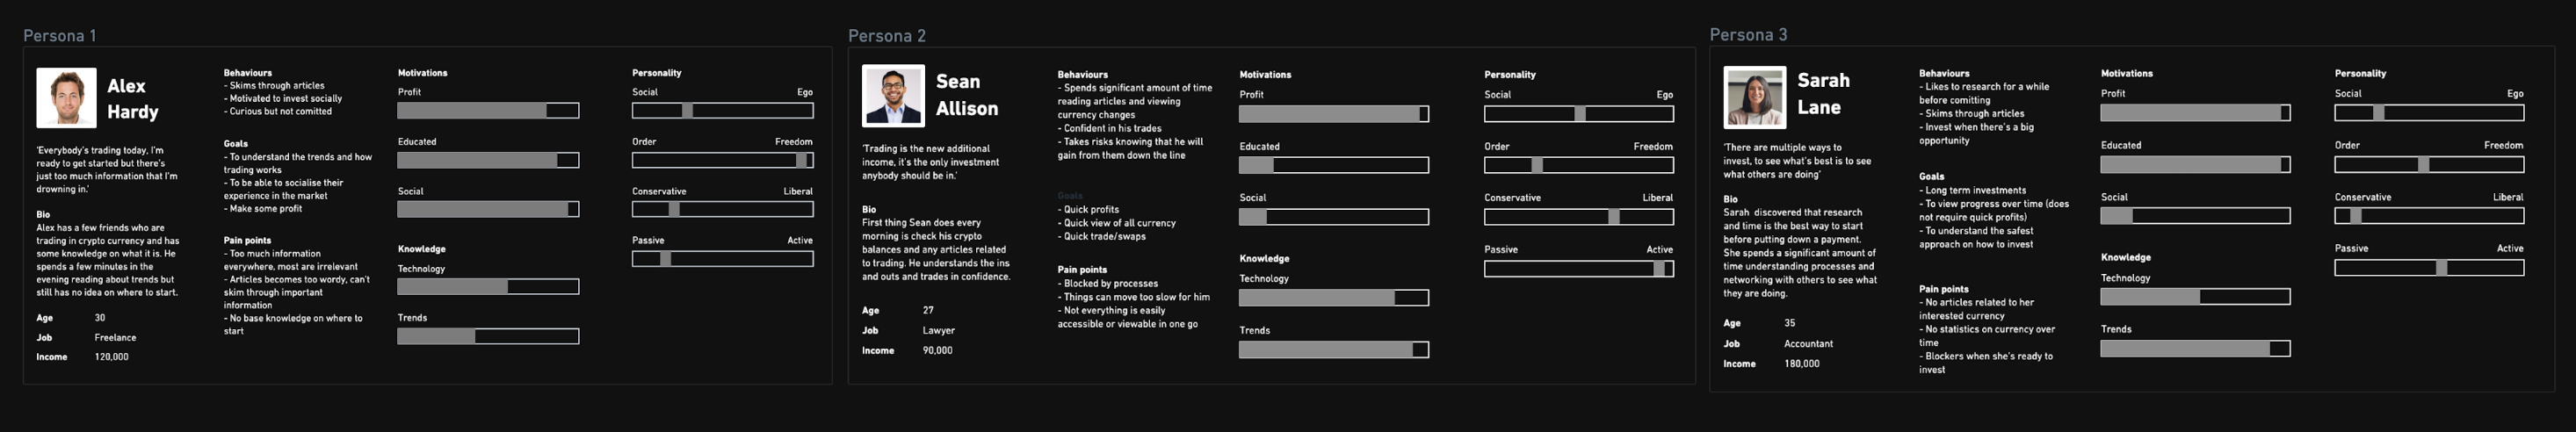 Persona 1
Alex
Hardy
'Everybody's trading today, I'm
ready to get started but there's
just too much information that I'm
drowning in.'
Bio
Alex has a few friends who are
trading in crypto currency and has
some knowledge on what it is. He
spends a few minutes in the
evening reading about trends but
still has no idea on where to start.
Age 30
Job Freelance
Income 120,000
Behaviours
- Skims through articles
- Motivated to invest socially
- Curious but not comitted
Goals
- To understand the trends and how
trading works
- To be able to socialise their
experience in the market
- Make some profit
Pain points
- Too much information
everywhere, most are irrelevant
- Articles becomes too wordy, can't
skim through important
information
- No base knowledge on where to
start
Motivations
Profit
Educated
Social
Knowledge
Technology
Trends
Personality
Social Ego
Order Freedom
Conservative Liberal
Passive Active
Persona 2
Sean
Allison
'Trading is the new additional
income, it's the only investment
anybody should be in.'
Bio
First thing Sean does every
morning is check his crypto
balances and any articles related
to trading. He understands the ins
and outs and trades in confidence.
Age 27
Job Lawyer
Income 90,000
Behaviours
- Spends significant amount of time
reading articles and viewing
currency changes
- Confident in his trades
- Takes risks knowing that he will
gain from them down the line
Goals
- Quick profits
- Quick view of all currency
- Quick trade/swaps
Pain points
- Blocked by processes
- Things can move too slow for him
- Not everything is easily
accessible or viewable in one go
Motivations
Profit
Educated
Social
Knowledge
Technology
Trends
Personality
Social Ego
Order Freedom
Conservative Liberal
Passive Active
Persona 3
Sarah
Lane
'There are multiple ways to
invest, to see what's best is to see
what others are doing'
Bio
Sarah discovered that research
and time is the best way to start
before putting down a payment.
She spends a significant amount of
time understanding processes and
networking with others to see what
they are doing.
Age 35
Job Accountant
Income 180,000
Behaviours
- Likes to research for a while
before comitting
- Skims through articles
- Invest when there's a big
opportunity
Goals
- Long term investments
- To view progress over time (does
not require quick profits)
- To understand the safest
approach on how to invest
Pain points
- No articles related to her
interested currency
- No statistics on currency over
time
- Blockers when she's ready to
invest
Motivations
Profit
Educated
Social
Knowledge
Technology
Trends
Personality
Social Ego
Order Freedom
Conservative Liberal
Passive Active